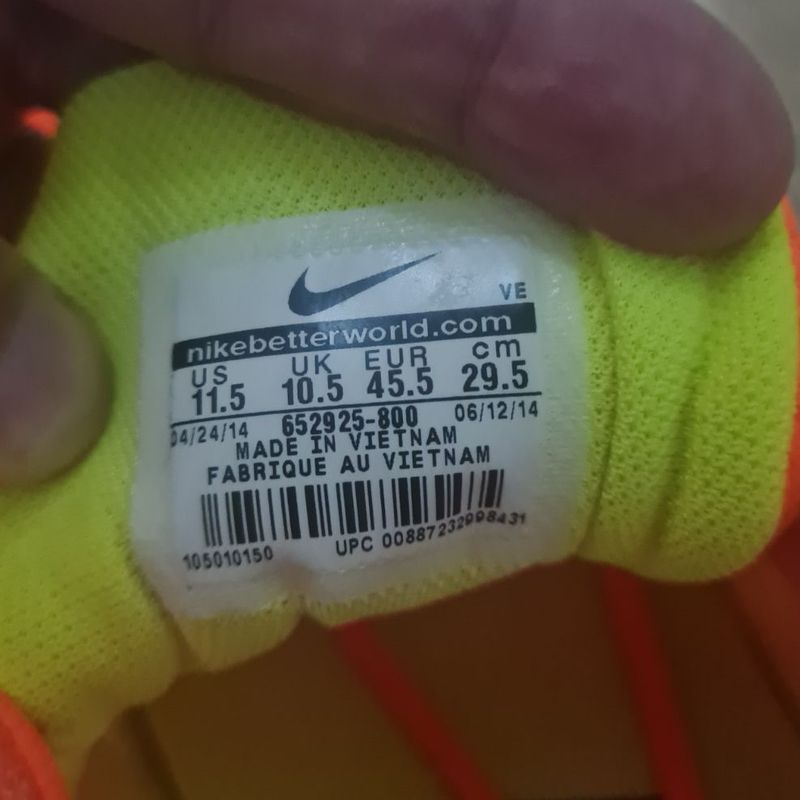 VE
nikebetterworld.com
US UK EUR cm
11.5 10.5 45.5 29.5
04/24/14 652925-800 06/12/14
MADE IN VIETNAM
FABRIQUE AU VIETNAM
105010150 UPC 00887232998431